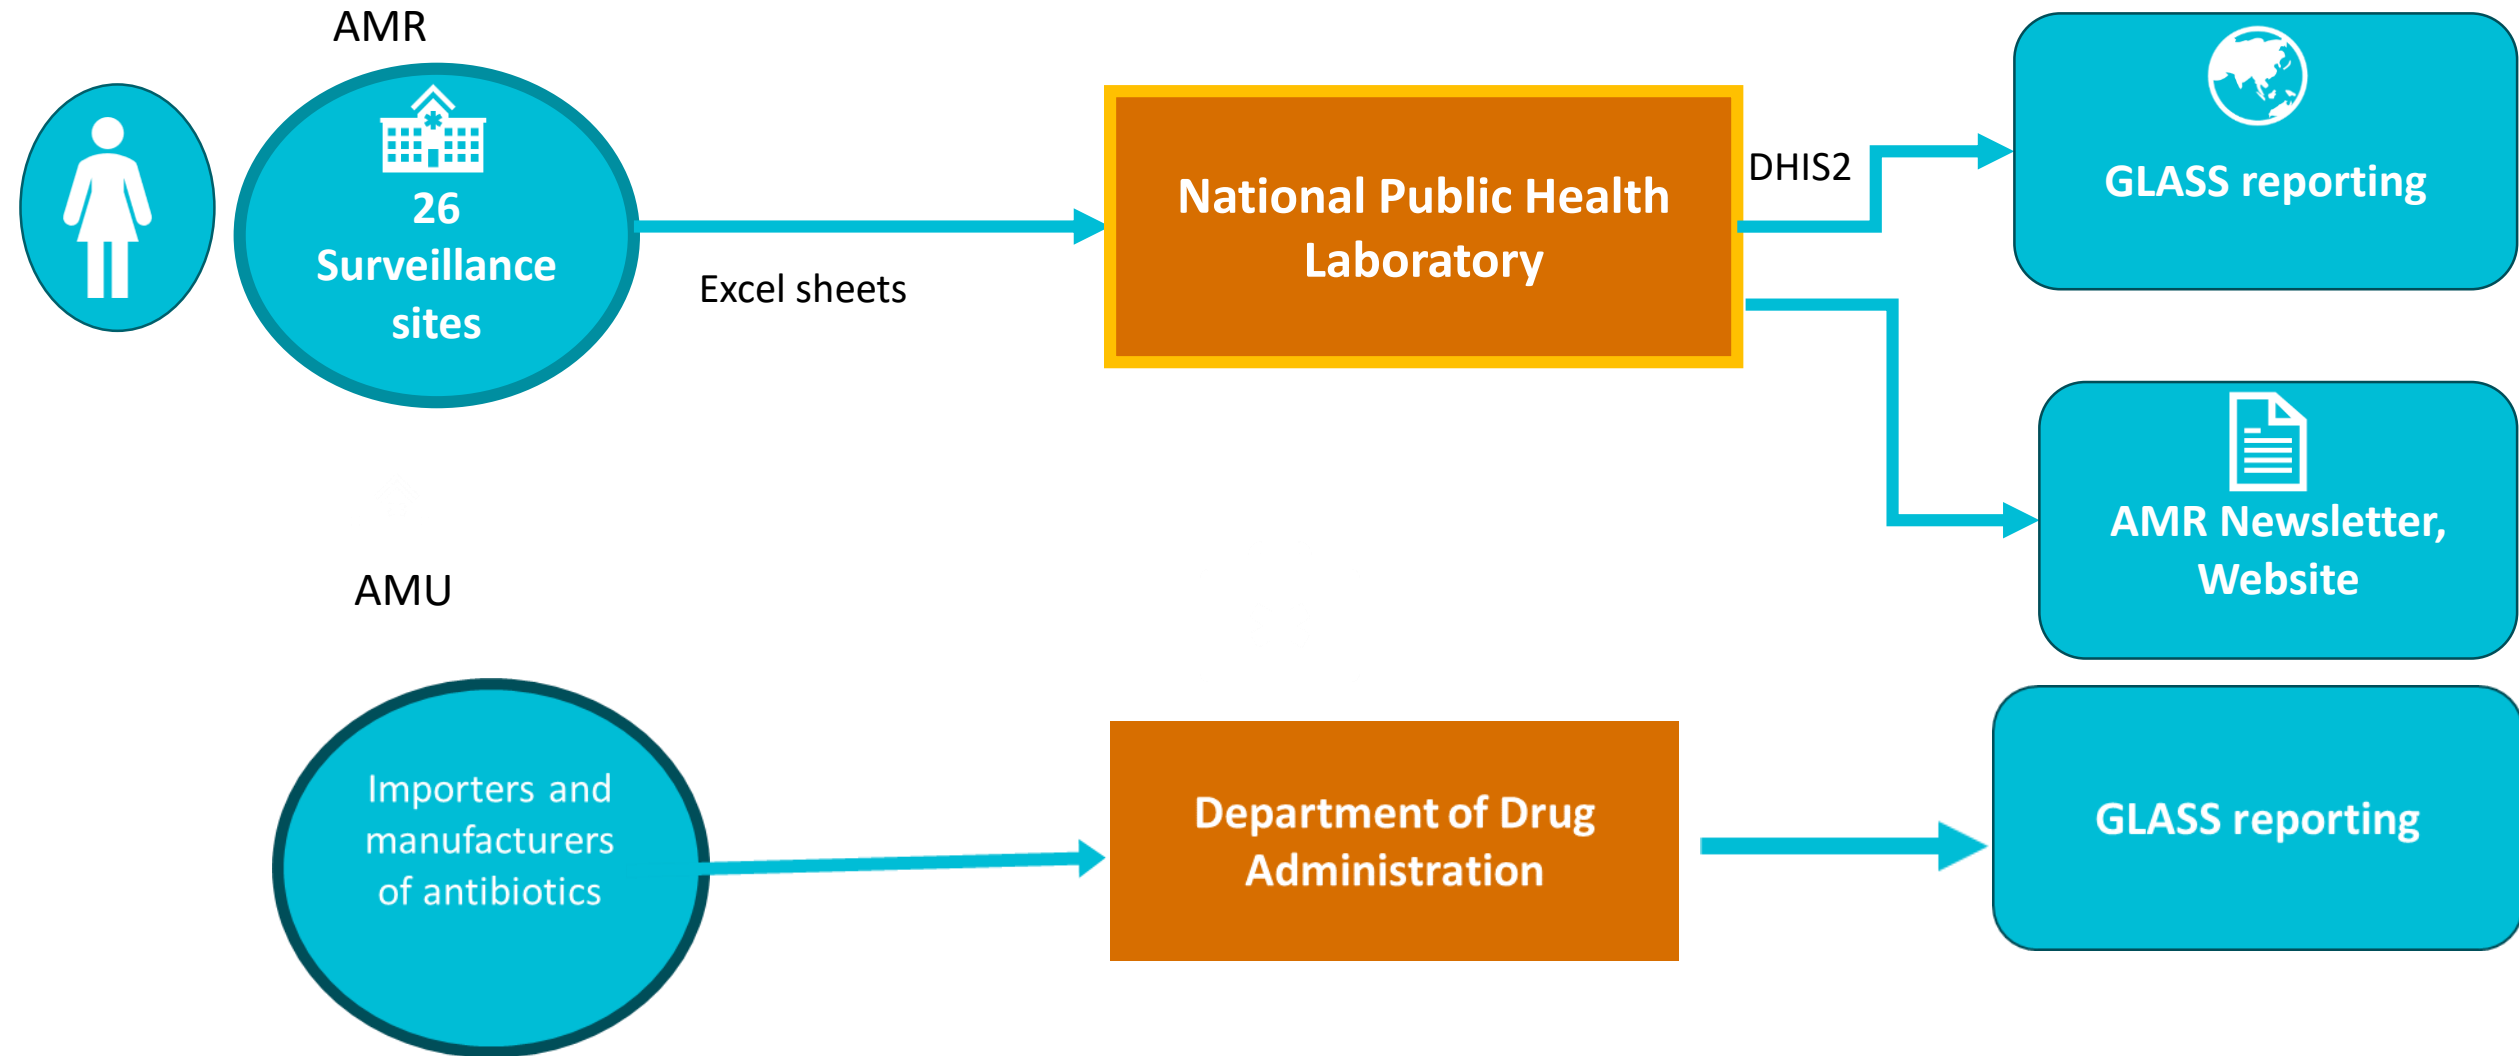 AMR
26
Surveillance
sites
Excel sheets
National Public Health
Laboratory
DHIS2
GLASS reporting
AMR Newsletter,
Website
AMU
Importers and
manufacturers
of antibiotics
Department of Drug
Administration
GLASS reporting